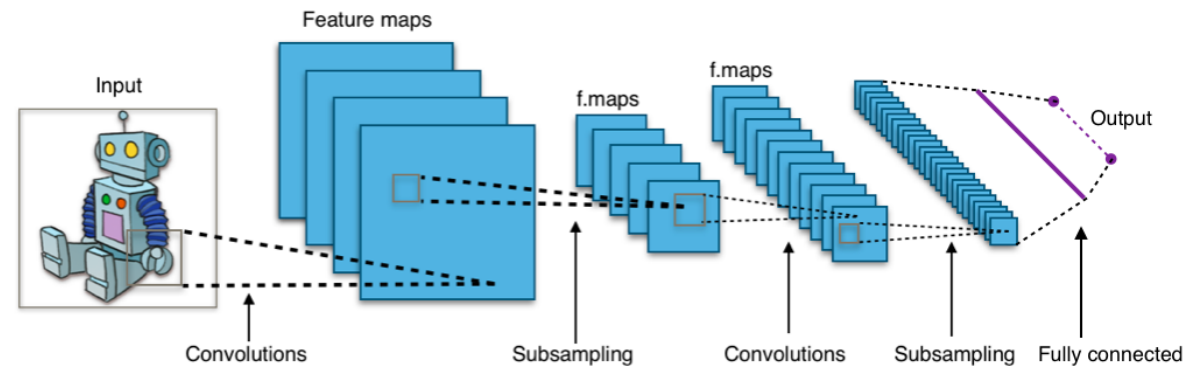 Feature maps
Input
f.maps
f.maps
Output
Convolutions
Subsampling
Convolutions
Subsampling
Fully connected